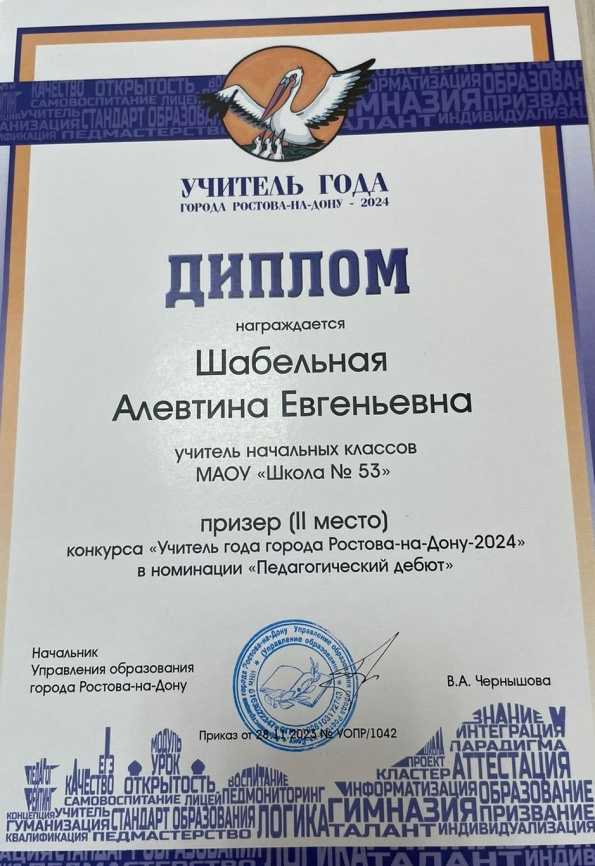 КАЧЕСТВО ОТКРЫТОСТЬ
САМОВОСПИТАНИЕ ЛИЦЕЙ
УЧИТЕЛЬ СТАНДАРТ ОБРАЗОВАНИЯ
ПЕДМАСТЕРСТВО
ИНФОРМАТИЗАЦИЯ ОБРАЗОВАНИЕ
ГИМНАЗИЯ ПРИЗВАНИЕ
ТАЛАНТ ИНДИВИДУАЛИЗАЦИЯ
УЧИТЕЛЬ ГОДА
ГОРОДА РОСТОВА-НА-ДОНУ - 2024
ДИПЛОМ
награждается
Шабельная
Алевтина Евгеньевна
учитель начальных классов
МАОУ «Школа № 53»
призер (II место)
конкурса «Учитель года города Ростова-на-Дону-2024»
в номинации «Педагогический дебют»
Начальник
Управления образования
города Ростова-на-Дону
В.А. Чернышова
Приказ от 28.11.2023 № УОПР/1042
ПЕДАГОГ
РЕЙТИНГ
КАЧЕСТВО
ЕГЭ
МОДУЛЬ
УРОК
ОТКРЫТОСТЬ
ВОСПИТАНИЕ
САМОВОСПИТАНИЕ ЛИЦЕЙ ПЕДМОНИТОРИНГ
КОНЦЕПЦИЯ УЧИТЕЛЬ СТАНДАРТ ОБРАЗОВАНИЯ
ГУМАНИЗАЦИЯ
КВАЛИФИКАЦИЯ ПЕДМАСТЕРСТВО
ЛОГИКА
ЗНАНИЕ
ИНТЕГРАЦИЯ
ПАРАДИГМА
ПРОЕКТ
КЛАСТЕР АТТЕСТАЦИЯ
ИНФОРМАТИЗАЦИЯ ОБРАЗОВАНИЕ
ГИМНАЗИЯ ПРИЗВАНИЕ
ТАЛАНТ ИНДИВИДУАЛИЗАЦИЯ